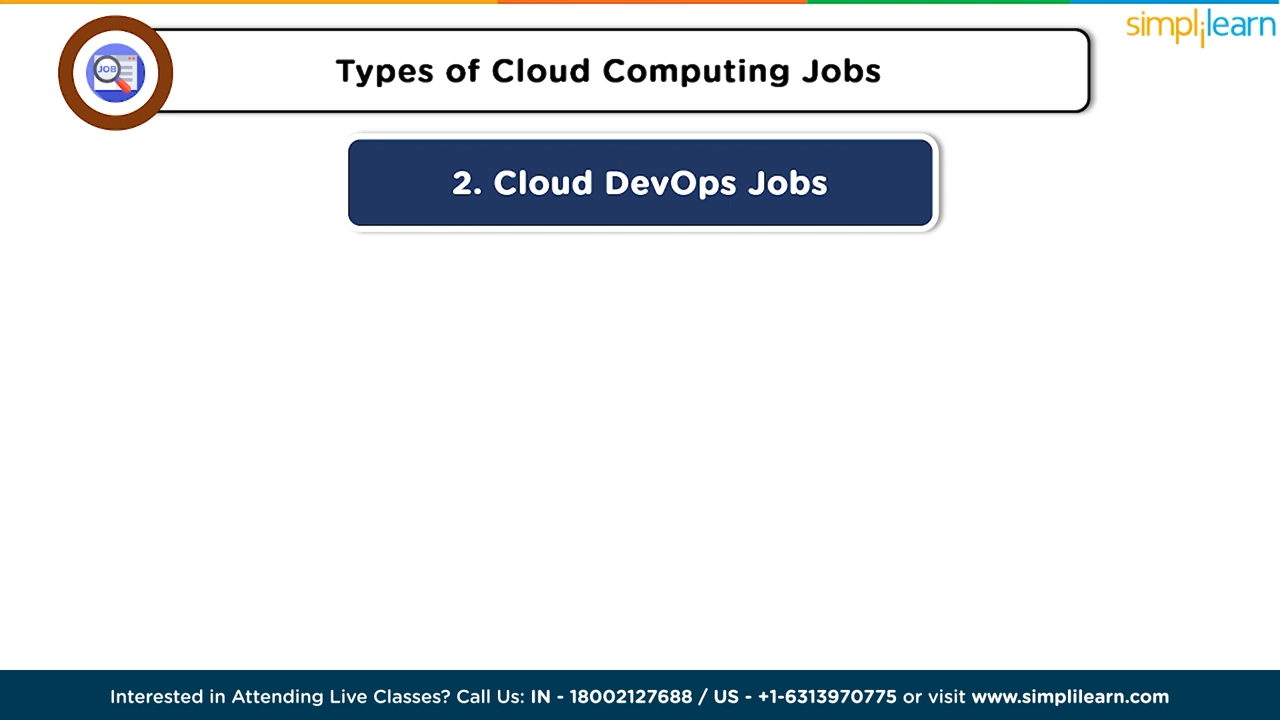 simplilearn
JOB
Types of Cloud Computing Jobs
2. Cloud DevOps Jobs
Interested in Attending Live Classes? Call Us: IN - 18002127688 / US - +1-6313970775 or visit www.simplilearn.com